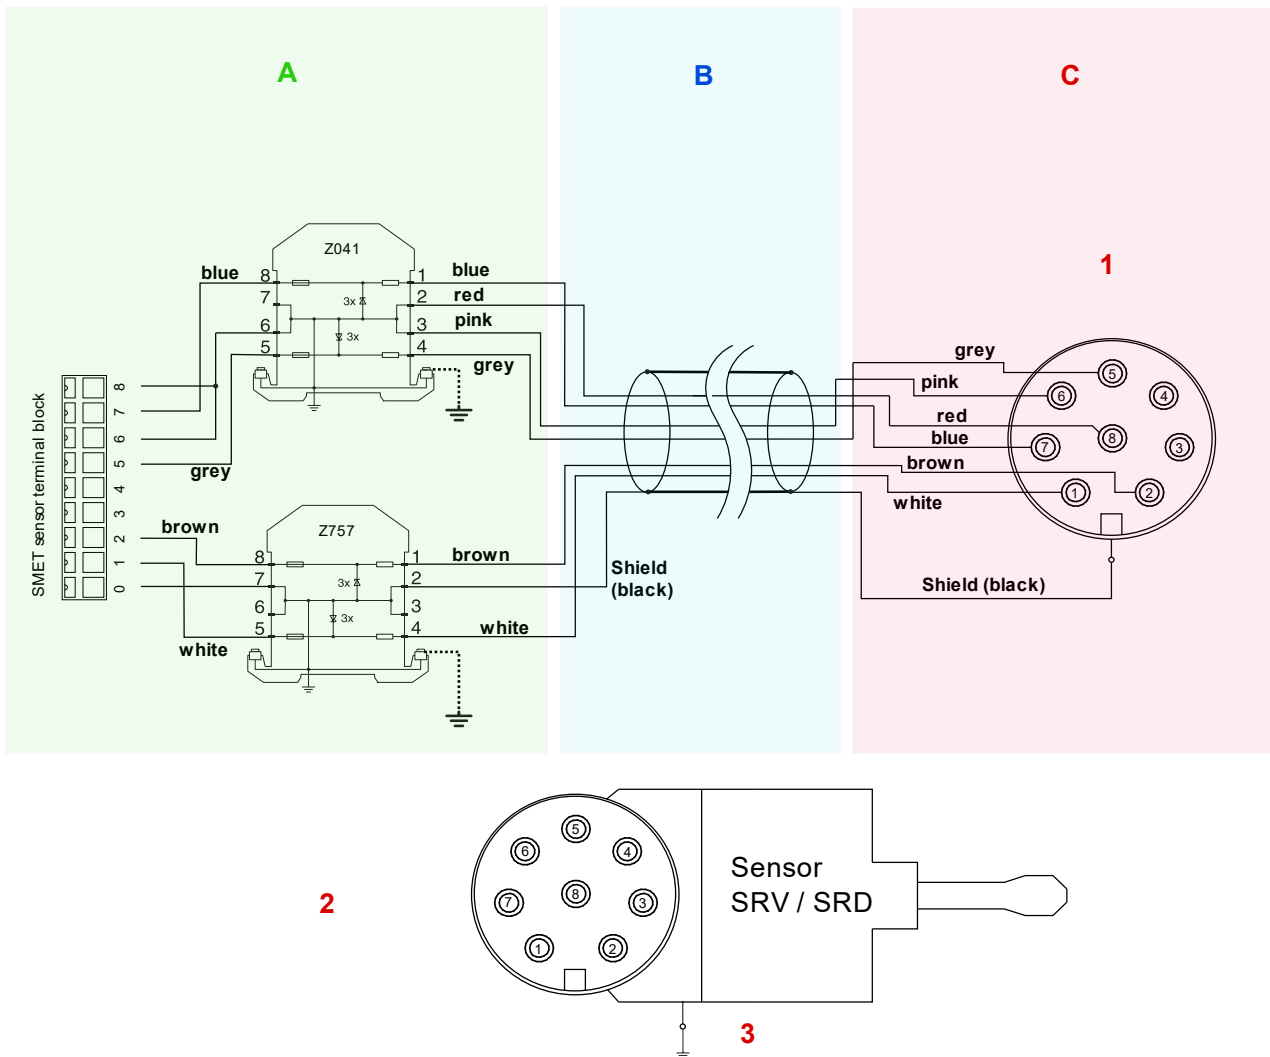 A
B
C
1
Z041
blue
8
7
6
5
3x
3x
1
2
3
4
blue
red
pink
grey
SMET sensor terminal block
8
7
6
5
4
3
2
1
0
grey
brown
white
Z757
8
7
6
5
3x
3x
1
2
3
4
brown
white
Shield
(black)
grey
pink
red
blue
brown
white
5
6
4
8
7
3
1
2
Shield (black)
2
5
6
4
8
7
3
1
2
Sensor
SRV / SRD
3